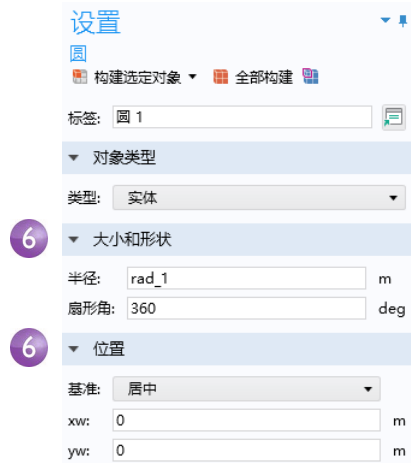 设置
圆
构建选定对象 全部构建
标签: 圆 1
对象类型
类型: 实体
6 大小和形状
半径: rad_1 m
扇形角: 360 deg
6 位置
基准: 居中
xw: 0 m
yw: 0 m